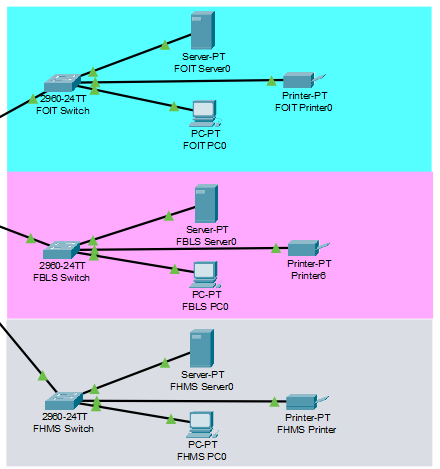 Server-PT
FOIT Server0
2960-24TT
FOIT Switch
Printer-PT
FOIT Printer0
PC-PT
FOIT PC0
Server-PT
FBLS Server0
2960-24TT
FBLS Switch
Printer-PT
Printer6
PC-PT
FBLS PC0
Server-PT
FHMS Server0
2960-24TT
FHMS Switch
Printer-PT
FHMS Printer
PC-PT
FHMS PC0